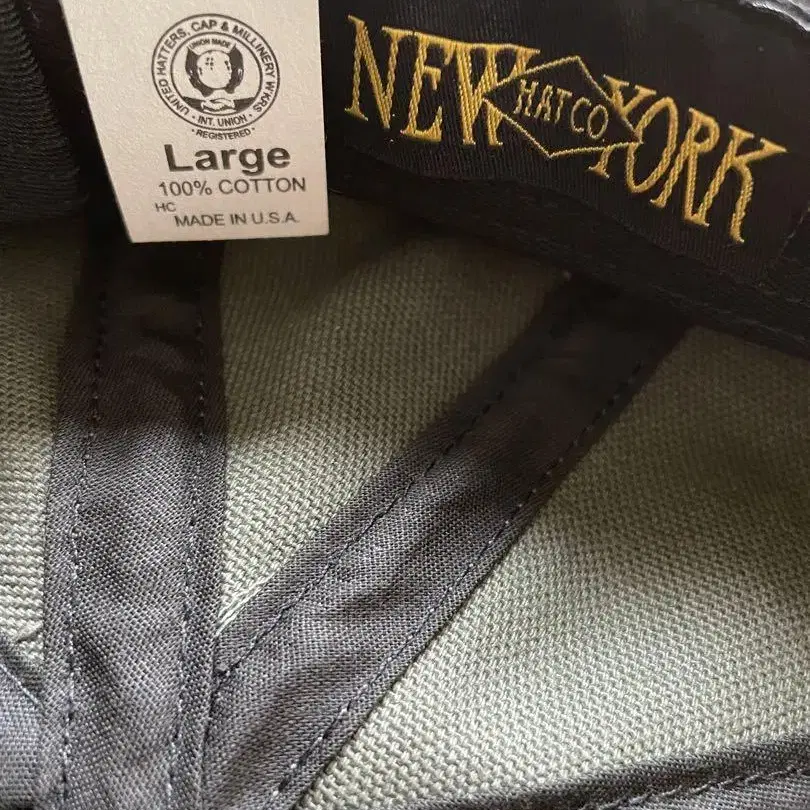 UNITED HATTERS, CAP & MILLINERY W'KRS
UNION MADE
· INT. UNION ·
· REGISTERED ·
Large
100% COTTON
HC
MADE IN U.S.A.
NEW YORK
HAT CO